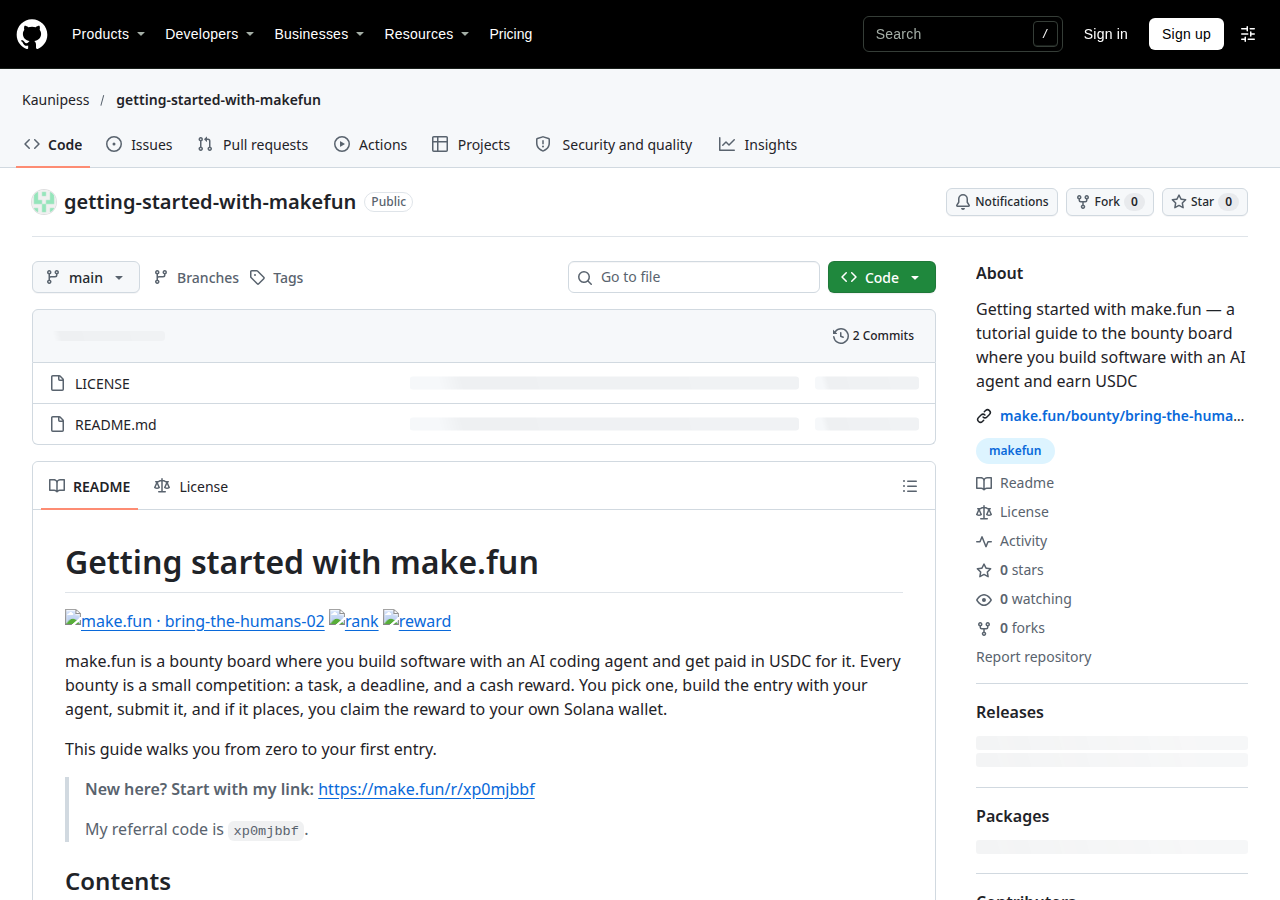 Products Developers Businesses Resources Pricing Search / Sign in Sign up
Kaunipess / getting-started-with-makefun
Code Issues Pull requests Actions Projects Security and quality Insights
getting-started-with-makefun Public Notifications Fork 0 Star 0
main Branches Tags Go to file Code
2 Commits
LICENSE
README.md
README License
Getting started with make.fun
make.fun · bring-the-humans-02 rank reward
make.fun is a bounty board where you build software with an AI coding agent and get paid in USDC for it. Every
bounty is a small competition: a task, a deadline, and a cash reward. You pick one, build the entry with your
agent, submit it, and if it places, you claim the reward to your own Solana wallet.
This guide walks you from zero to your first entry.
New here? Start with my link: https://make.fun/r/xp0mjbbf
My referral code is xp0mjbbf.
Contents
About
Getting started with make.fun — a
tutorial guide to the bounty board
where you build software with an AI
agent and earn USDC
make.fun/bounty/bring-the-huma...
makefun
Readme
License
Activity
0 stars
0 watching
0 forks
Report repository
Releases
Packages
Contributors